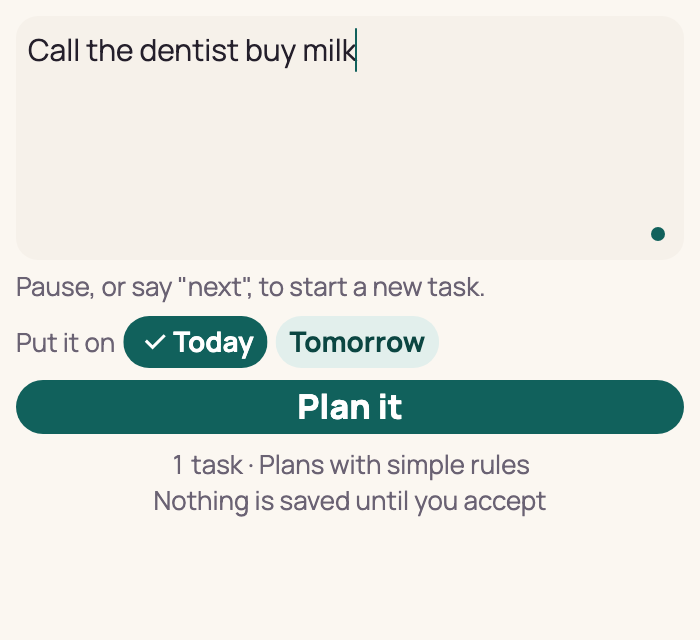 Call the dentist buy milk
Pause, or say "next", to start a new task.
Put it on ✓ Today Tomorrow
Plan it
1 task · Plans with simple rules
Nothing is saved until you accept